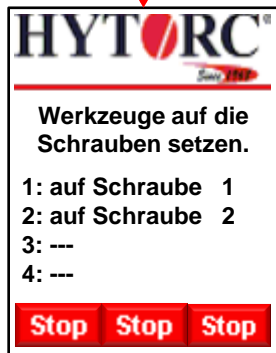 HYTORC®
Since 1968
Werkzeuge auf die
Schrauben setzen.
1: auf Schraube 1
2: auf Schraube 2
3: ---
4: ---
Stop Stop Stop